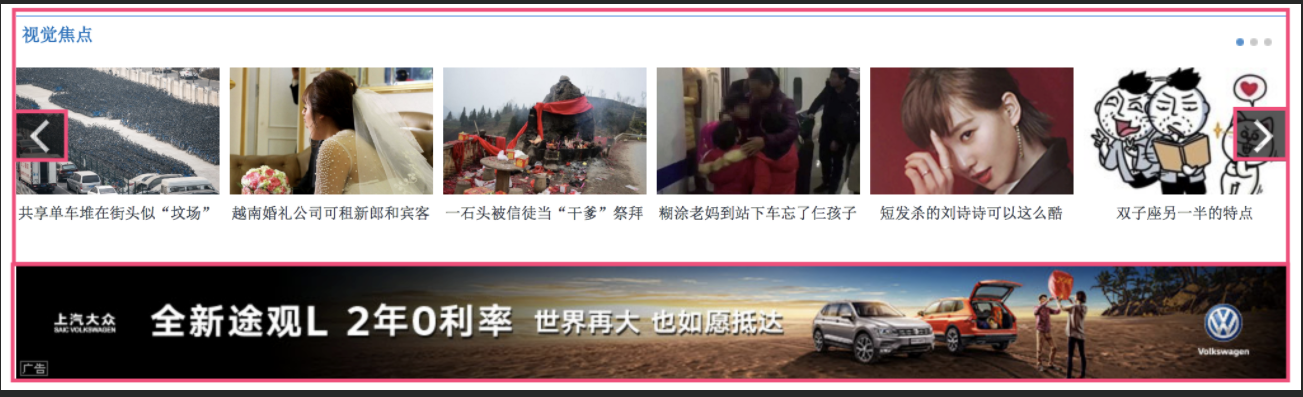 视觉焦点
共享单车堆在街头似“坟场”
越南婚礼公司可租新郎和宾客
一石头被信徒当“干爹”祭拜
糊涂老妈到站下车忘了仨孩子
短发杀的刘诗诗可以这么酷
双子座另一半的特点
上汽大众
SAIC VOLKSWAGEN
全新途观L 2年0利率 世界再大 也如愿抵达
Volkswagen
广告